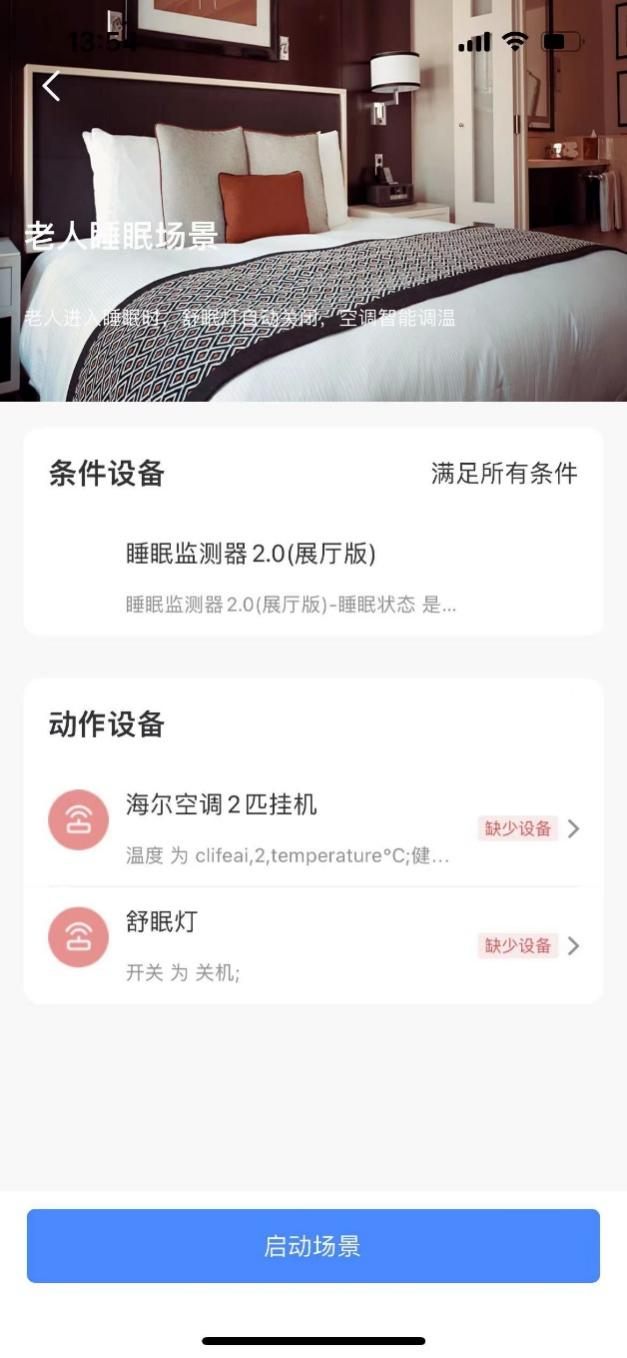 13:54
老人睡眠场景
老人进入睡眠时，舒眠灯自动关闭，空调智能调温
条件设备
满足所有条件
睡眠监测器2.0(展厅版)
睡眠监测器2.0(展厅版)-睡眠状态 是...
动作设备
海尔空调2匹挂机
缺少设备
温度 为 clifeai,2,temperature°C;健...
舒眠灯
缺少设备
开关 为 关机;
启动场景